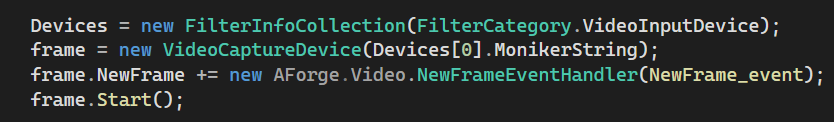 Devices = new FilterInfoCollection(FilterCategory.VideoInputDevice);
frame = new VideoCaptureDevice(Devices[0].MonikerString);
frame.NewFrame += new AForge.Video.NewFrameEventHandler(NewFrame_event);
frame.Start();